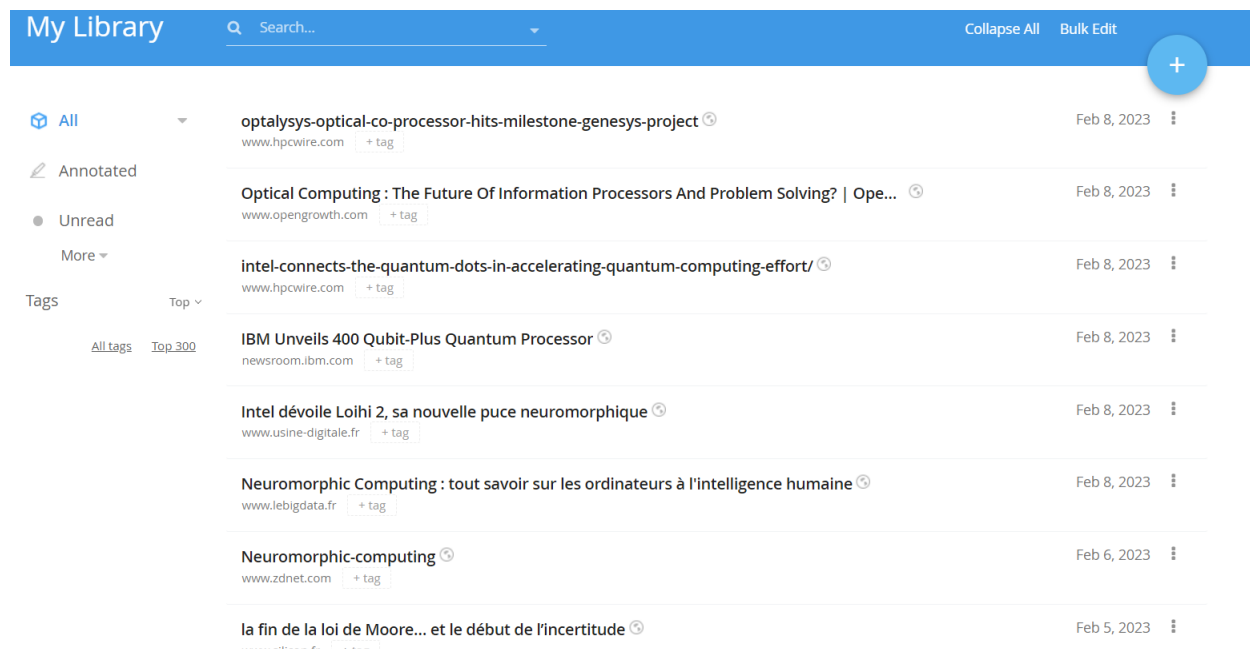 My Library
Search...
Collapse All Bulk Edit
+
All
Annotated
Unread
More
Tags Top
All tags Top 300
optalysys-optical-co-processor-hits-milestone-genesys-project Feb 8, 2023
www.hpcwire.com + tag
Optical Computing : The Future Of Information Processors And Problem Solving? | Ope... Feb 8, 2023
www.opengrowth.com + tag
intel-connects-the-quantum-dots-in-accelerating-quantum-computing-effort/ Feb 8, 2023
www.hpcwire.com + tag
IBM Unveils 400 Qubit-Plus Quantum Processor Feb 8, 2023
newsroom.ibm.com + tag
Intel dévoile Loihi 2, sa nouvelle puce neuromorphique Feb 8, 2023
www.usine-digitale.fr + tag
Neuromorphic Computing : tout savoir sur les ordinateurs à l'intelligence humaine Feb 8, 2023
www.lebigdata.fr + tag
Neuromorphic-computing Feb 6, 2023
www.zdnet.com + tag
la fin de la loi de Moore... et le début de l’incertitude Feb 5, 2023